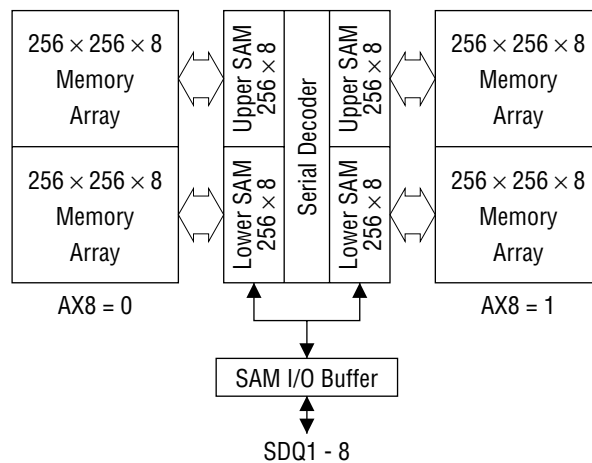 256 × 256 × 8
Memory
Array
Upper SAM
256 × 8
Serial Decoder
Upper SAM
256 × 8
256 × 256 × 8
Memory
Array
256 × 256 × 8
Memory
Array
Lower SAM
256 × 8
Lower SAM
256 × 8
256 × 256 × 8
Memory
Array
AX8 = 0
AX8 = 1
SAM I/O Buffer
SDQ1 - 8